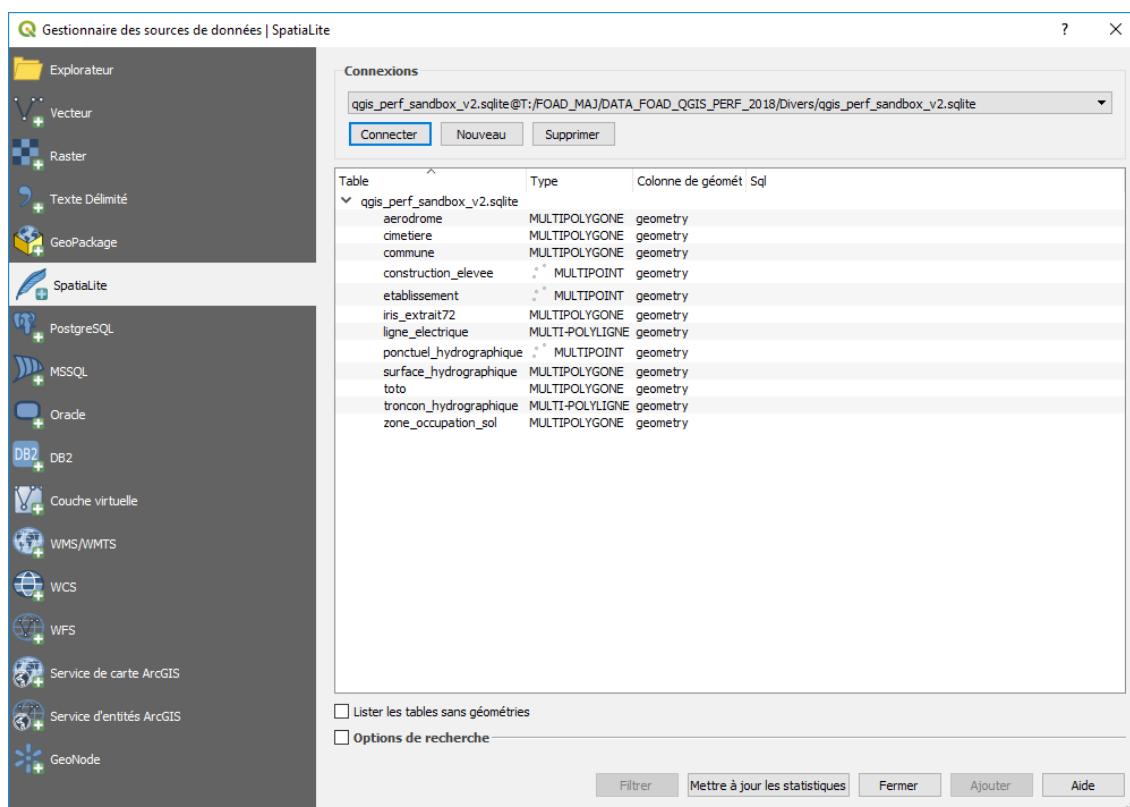 Gestionnaire des sources de données | SpatiaLite
?
Explorateur
Vecteur
Raster
Texte Délimité
GeoPackage
SpatiaLite
PostgreSQL
MSSQL
Oracle
DB2 DB2
Couche virtuelle
WMS/WMTS
WCS
WFS
Service de carte ArcGIS
Service d'entités ArcGIS
GeoNode
Connexions
qgis_perf_sandbox_v2.sqlite@T:/FOAD_MAJ/DATA_FOAD_QGIS_PERF_2018/Divers/qgis_perf_sandbox_v2.sqlite
Connecter Nouveau Supprimer
Table Type Colonne de géomét Sql
qgis_perf_sandbox_v2.sqlite
aerodrome MULTIPOLYGONE geometry
cimetiere MULTIPOLYGONE geometry
commune MULTIPOLYGONE geometry
construction_elevee MULTIPOINT geometry
etablissement MULTIPOINT geometry
iris_extrait72 MULTIPOLYGONE geometry
ligne_electrique MULTI-POLYLIGNE geometry
ponctuel_hydrographique MULTIPOINT geometry
surface_hydrographique MULTIPOLYGONE geometry
toto MULTIPOLYGONE geometry
troncon_hydrographique MULTI-POLYLIGNE geometry
zone_occupation_sol MULTIPOLYGONE geometry
Lister les tables sans géométries
Options de recherche
Filtrer Mettre à jour les statistiques Fermer Ajouter Aide